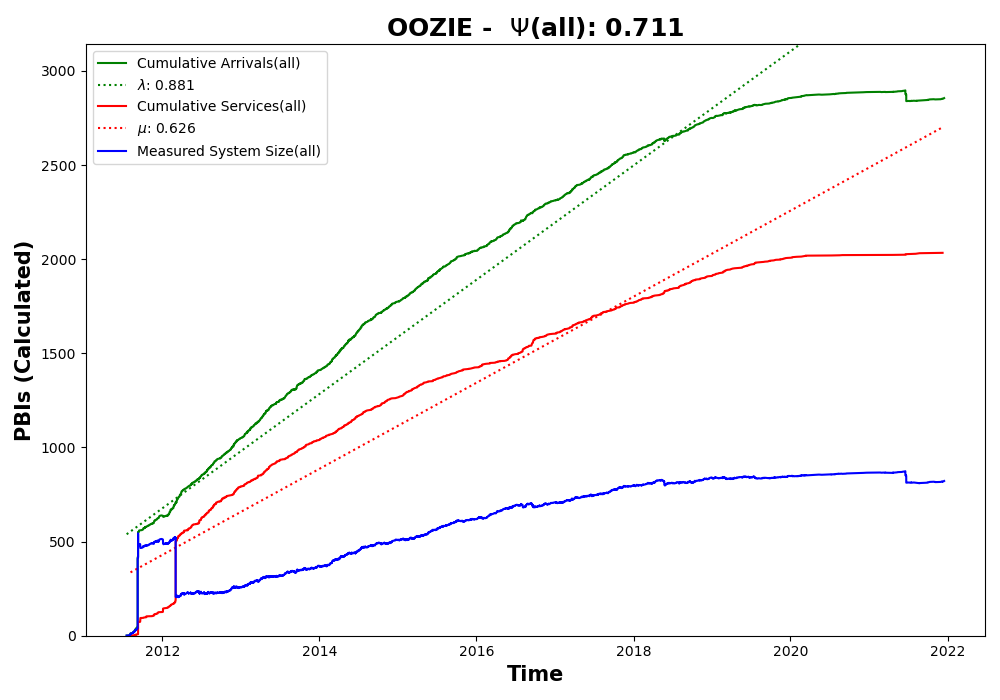 OOZIE - Ψ(all): 0.711
Cumulative Arrivals(all)
λ: 0.881
Cumulative Services(all)
μ: 0.626
Measured System Size(all)
PBIs (Calculated)
3000
2500
2000
1500
1000
500
0
2012 2014 2016 2018 2020 2022
Time